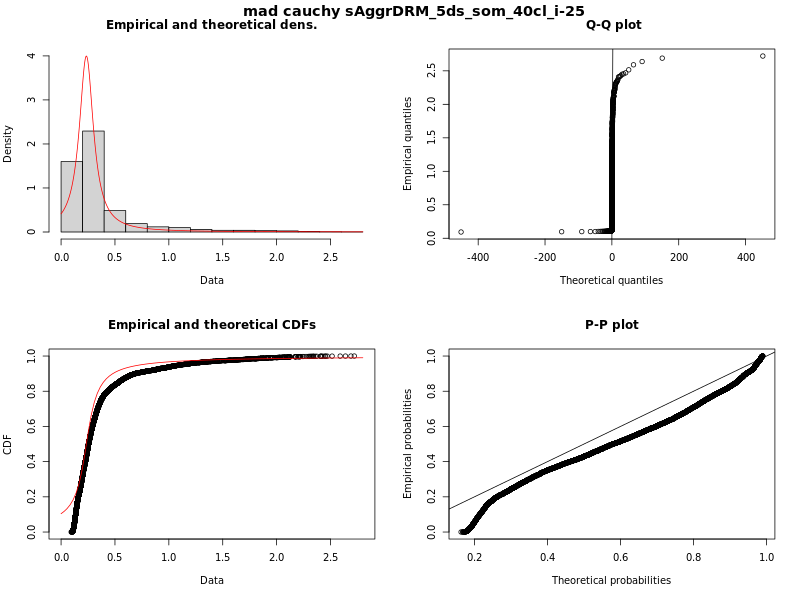 mad cauchy sAggrDRM_5ds_som_40cl_i-25
Empirical and theoretical dens.
Density
0 1 2 3 4
0.0 0.5 1.0 1.5 2.0 2.5
Data
Q-Q plot
Empirical quantiles
0.0 0.5 1.0 1.5 2.0 2.5
-400 -200 0 200 400
Theoretical quantiles
Empirical and theoretical CDFs
CDF
0.0 0.2 0.4 0.6 0.8 1.0
0.0 0.5 1.0 1.5 2.0 2.5
Data
P-P plot
Empirical probabilities
0.0 0.2 0.4 0.6 0.8 1.0
0.2 0.4 0.6 0.8 1.0
Theoretical probabilities